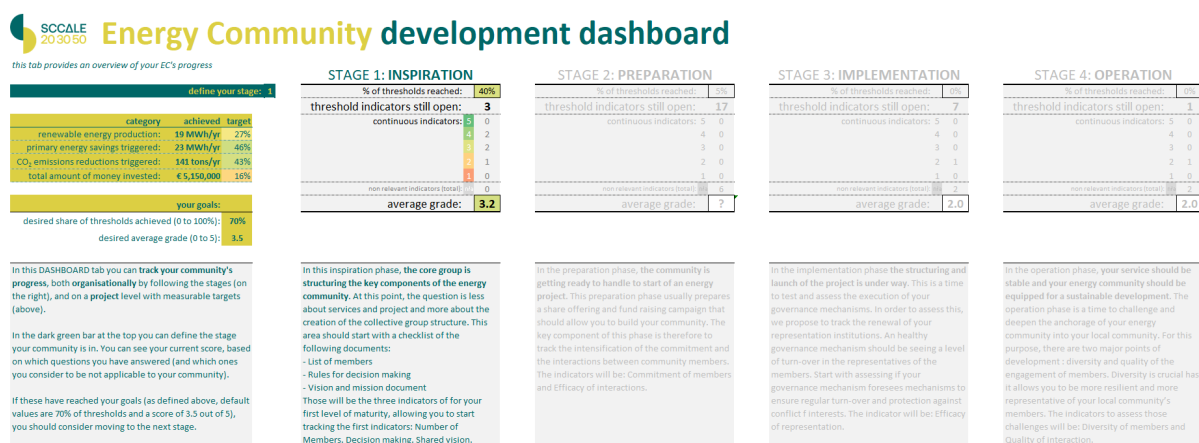 SCCALE
20 30 50
Energy Community development dashboard
this tab provides an overview of your EC's progress
define your stage: 1
category achieved target
renewable energy production: 19 MWh/yr 27%
primary energy savings triggered: 23 MWh/yr 46%
CO2 emissions reductions triggered: 141 tons/yr 43%
total amount of money invested: € 5,150,000 16%
your goals:
desired share of thresholds achieved (0 to 100%): 70%
desired average grade (0 to 5): 3.5
In this DASHBOARD tab you can track your community's
progress, both organisationally by following the stages (on
the right), and on a project level with measurable targets
(above).
In the dark green bar at the top you can define the stage
your community is in. You can see your current score, based
on which questions you have answered (and which ones
you consider to be not applicable to your community).
If these have reached your goals (as defined above, default
values are 70% of thresholds and a score of 3.5 out of 5),
you should consider moving to the next stage.
STAGE 1: INSPIRATION
% of thresholds reached: 40%
threshold indicators still open: 3
continuous indicators: 5 0
4 2
3 2
2 1
1 0
non relevant indicators (total): 0
average grade: 3.2
In this inspiration phase, the core group is
structuring the key components of the energy
community. At this point, the question is less
about services and project and more about the
creation of the collective group structure. This
area should start with a checklist of the
following documents:
- List of members
- Rules for decision making
- Vision and mission document
Those will be the three indicators of for your
first level of maturity, allowing you to start
tracking the first indicators: Number of
Members, Decision making, Shared vision.
STAGE 2: PREPARATION
% of thresholds reached: 5%
threshold indicators still open: 17
continuous indicators: 5 0
4 0
3 0
2 0
1 0
non relevant indicators (total): 6
average grade: ?
In the preparation phase, the community is
getting ready to handle to start of an energy
project. This preparation phase usually prepares
a share offering and fund raising campaign that
should allow you to build your community. The
key component of this phase is therefore to
track the intensification of the commitment and
the interactions between community members.
The indicators will be: Commitment of members
and Efficacy of interactions.
STAGE 3: IMPLEMENTATION
% of thresholds reached: 0%
threshold indicators still open: 7
continuous indicators: 5 0
4 0
3 0
2 1
1 0
non relevant indicators (total): 2
average grade: 2.0
In the implementation phase the structuring and
launch of the project is under way. This is a time
to test and assess the execution of your
governance mechanisms. In order to assess this,
we propose to track the renewal of your
representation institutions. An healthy
governance mechanism should be seeing a level
of turn-over in the representatives of the
members. Start with assessing if your
governance mechanism foresees mechanisms to
ensure regular turn-over and protection against
conflict f interests. The indicator will be: Efficacy
of representation.
STAGE 4: OPERATION
% of thresholds reached: 0%
threshold indicators still open: 1
continuous indicators: 5 0
4 0
3 0
2 1
1 0
non relevant indicators (total): 2
average grade: 2.0
In the operation phase, your service should be
stable and your energy community should be
equipped for a sustainable development. The
operation phase is a time to challenge and
deepen the anchorage of your energy
community into your local community. For this
purpose, there are two major points of
development : diversity and quality of the
engagement of members. Diversity is crucial has
it allows you to be more resilient and more
representative of your local community's
members. The indicators to assess those
challenges will be: Diversity of members and
Quality of interaction.